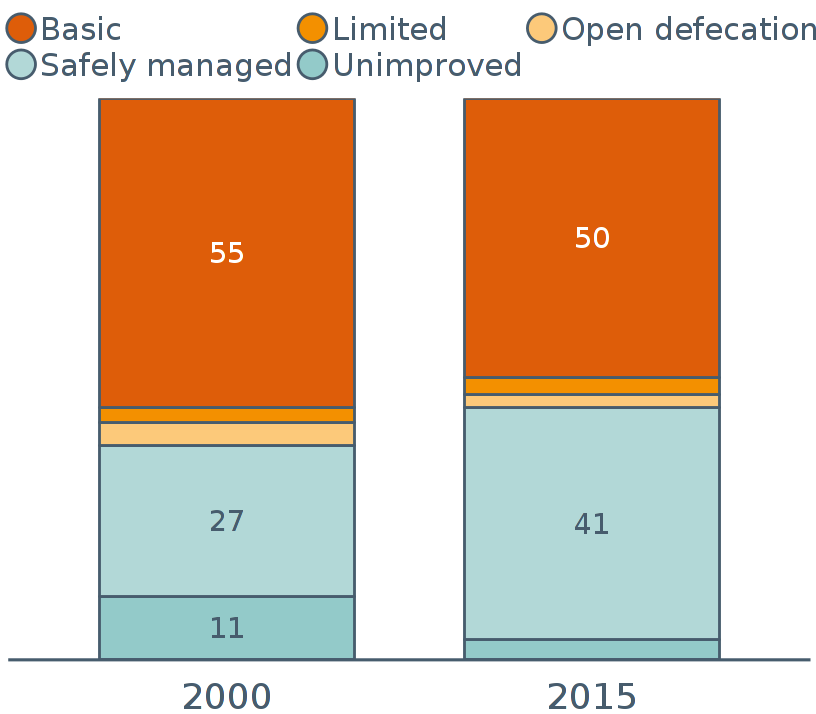 Basic Limited Open defecation
Safely managed Unimproved
55 50
27 41
11
2000 2015